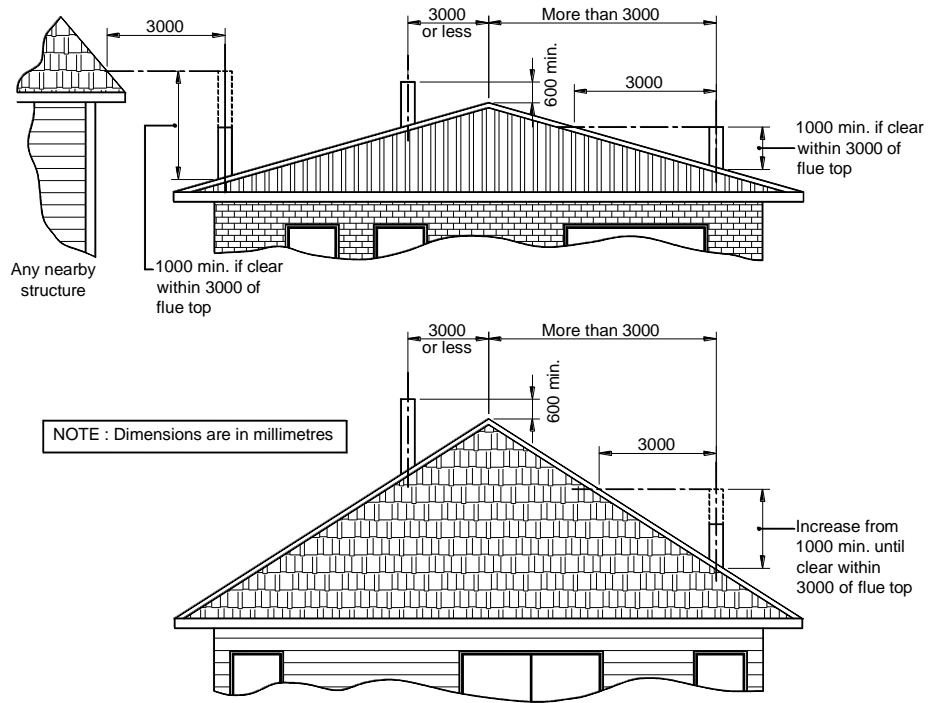 3000
3000
or less
More than 3000
600 min.
3000
1000 min. if clear
within 3000 of
flue top
Any nearby
structure
1000 min. if clear
within 3000 of
flue top
3000
or less
More than 3000
600 min.
3000
NOTE : Dimensions are in millimetres
Increase from
1000 min. until
clear within
3000 of flue top